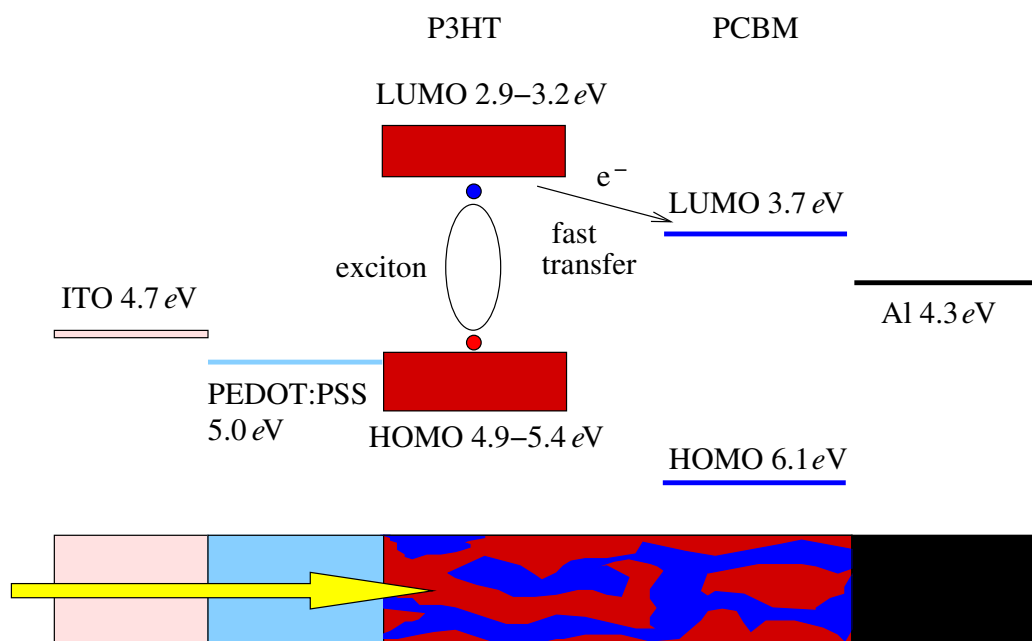 P3HT
PCBM
LUMO 2.9−3.2 eV
e−
LUMO 3.7 eV
fast
transfer
exciton
ITO 4.7 eV
Al 4.3 eV
PEDOT:PSS
5.0 eV
HOMO 4.9−5.4 eV
HOMO 6.1 eV